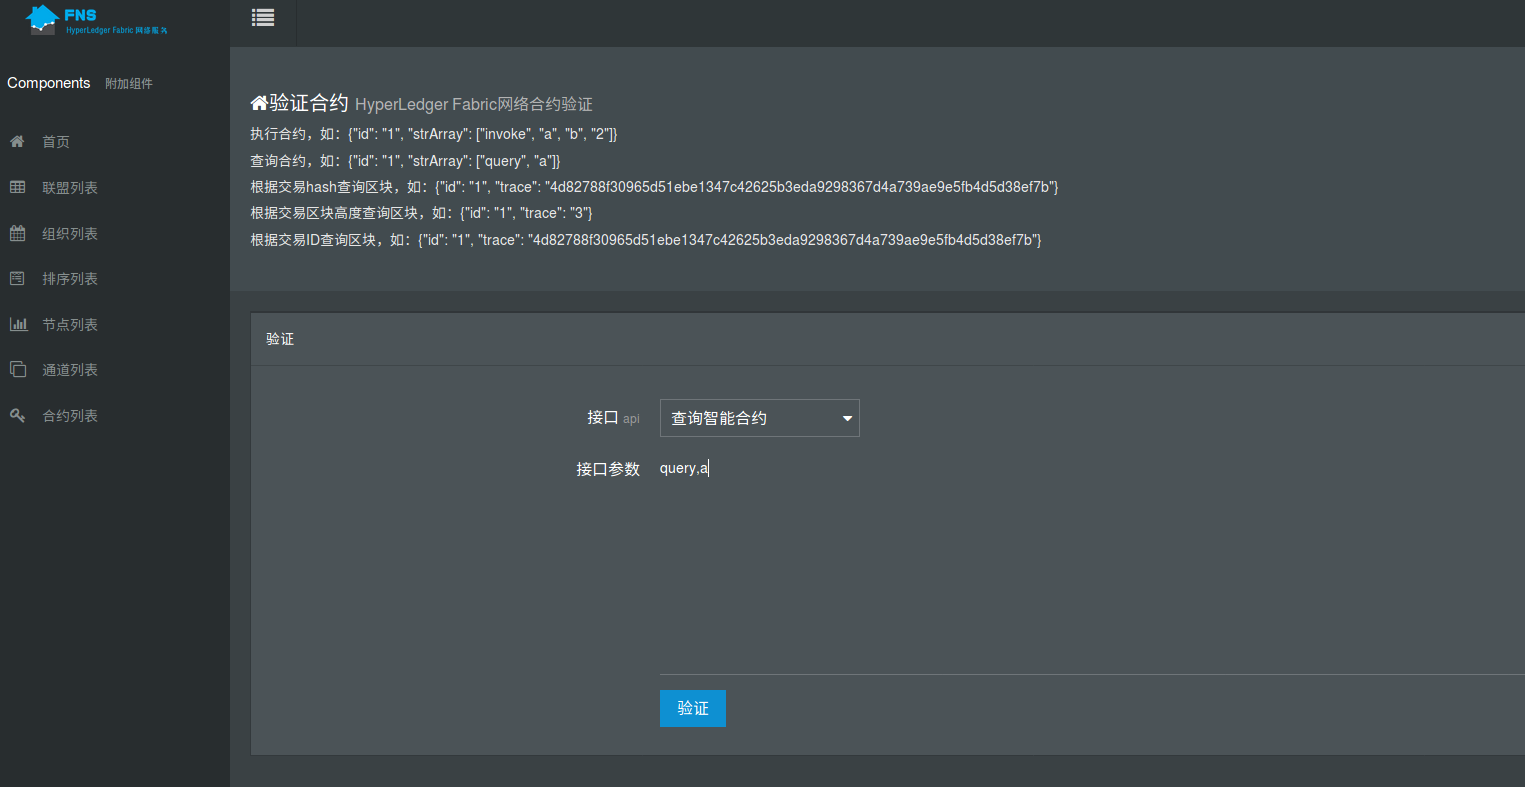 FNS
HyperLedger Fabric 网络服务
Components 附加组件
首页
联盟列表
组织列表
排序列表
节点列表
通道列表
合约列表
验证合约 HyperLedger Fabric网络合约验证
执行合约，如：{"id": "1", "strArray": ["invoke", "a", "b", "2"]}
查询合约，如：{"id": "1", "strArray": ["query", "a"]}
根据交易hash查询区块，如：{"id": "1", "trace": "4d82788f30965d51ebe1347c42625b3eda9298367d4a739ae9e5fb4d5d38ef7b"}
根据交易区块高度查询区块，如：{"id": "1", "trace": "3"}
根据交易ID查询区块，如：{"id": "1", "trace": "4d82788f30965d51ebe1347c42625b3eda9298367d4a739ae9e5fb4d5d38ef7b"}
验证
接口 api 查询智能合约
接口参数 query,a
验证